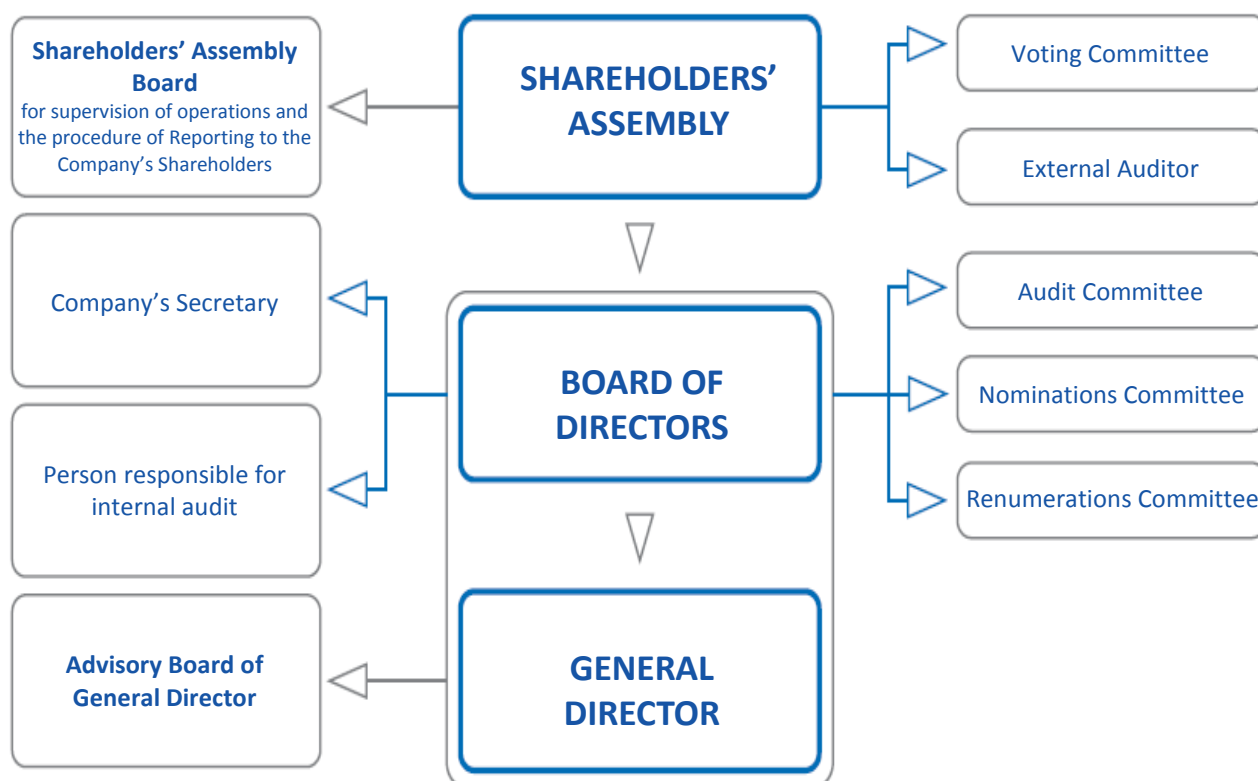 Shareholders’ Assembly
Board
for supervision of operations and
the procedure of Reporting to the
Company’s Shareholders
SHAREHOLDERS’
ASSEMBLY
Voting Committee
External Auditor
Company’s Secretary
Person responsible for
internal audit
BOARD OF
DIRECTORS
Audit Committee
Nominations Committee
Renumerations Committee
Advisory Board of
General Director
GENERAL
DIRECTOR